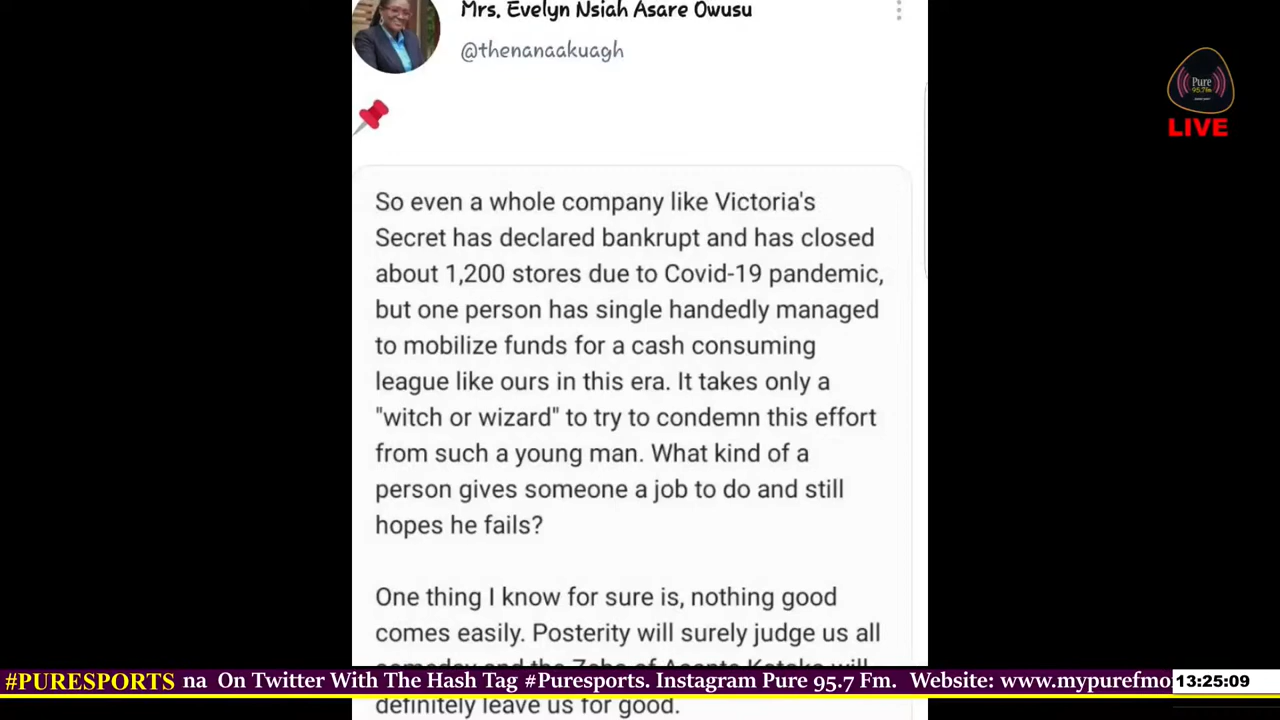 Mrs. Evelyn Nsiah Asare Owusu
@thenanaakuagh
Pure
95.7fm
LIVE
So even a whole company like Victoria's
Secret has declared bankrupt and has closed
about 1,200 stores due to Covid-19 pandemic,
but one person has single handedly managed
to mobilize funds for a cash consuming
league like ours in this era. It takes only a
"witch or wizard" to try to condemn this effort
from such a young man. What kind of a
person gives someone a job to do and still
hopes he fails?
One thing I know for sure is, nothing good
comes easily. Posterity will surely judge us all
#PURESPORTS na On Twitter With The Hash Tag #Puresports. Instagram Pure 95.7 Fm. Website: www.mypurefmo 13:25:09
definitely leave us for good.